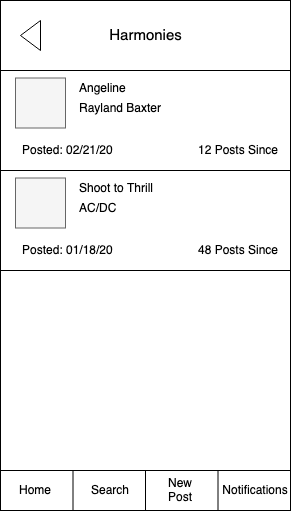 Harmonies
Angeline
Rayland Baxter
Posted: 02/21/20
12 Posts Since
Shoot to Thrill
AC/DC
Posted: 01/18/20
48 Posts Since
Home
Search
New
Post
Notifications